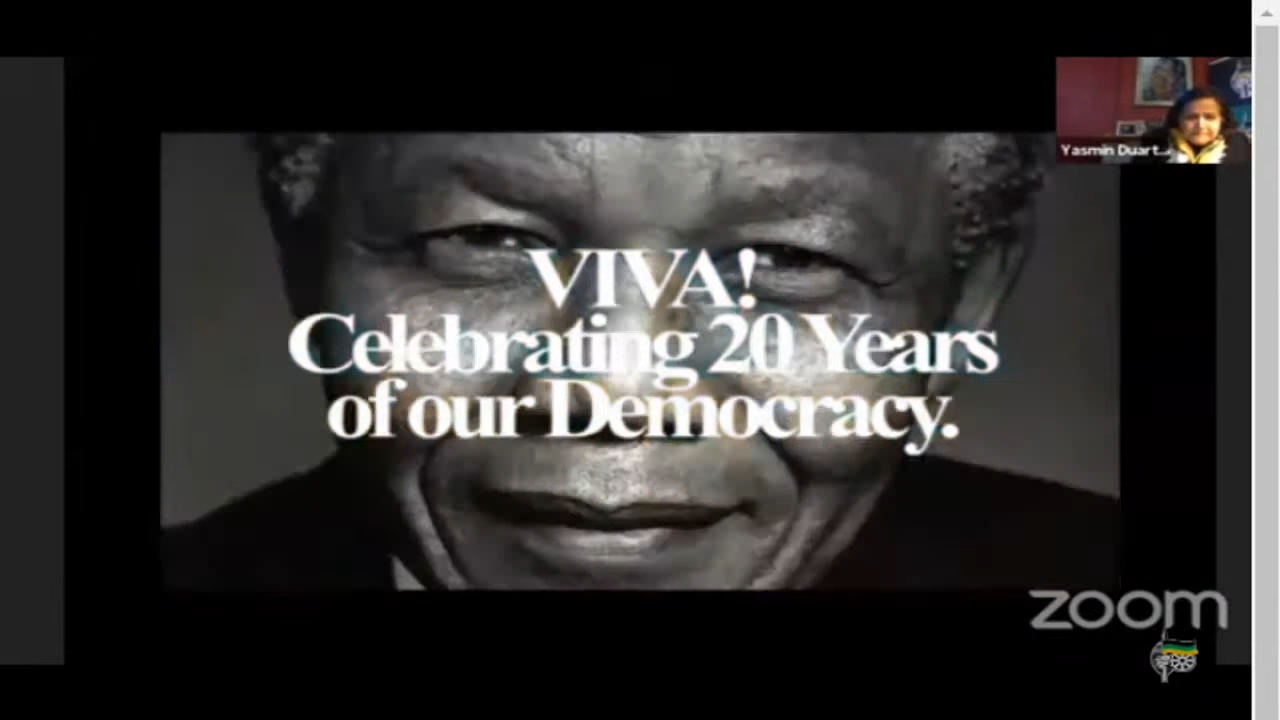 Yasmin Duart...
VIVA!
Celebrating 20 Years
of our Democracy.
zoom